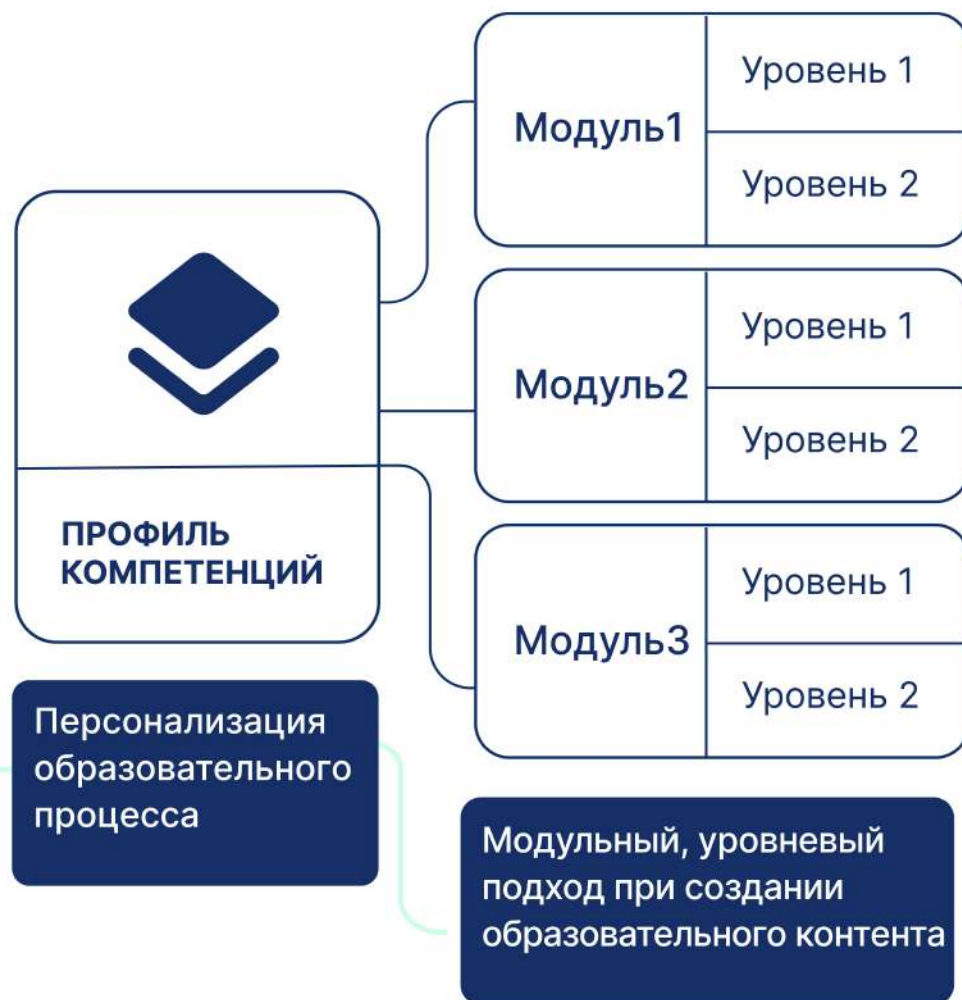 Модуль1
Уровень 1
Уровень 2
Модуль2
Уровень 1
Уровень 2
ПРОФИЛЬ
КОМПЕТЕНЦИЙ
Модуль3
Уровень 1
Уровень 2
Персонализация
образовательного
процесса
Модульный, уровневый
подход при создании
образовательного контента